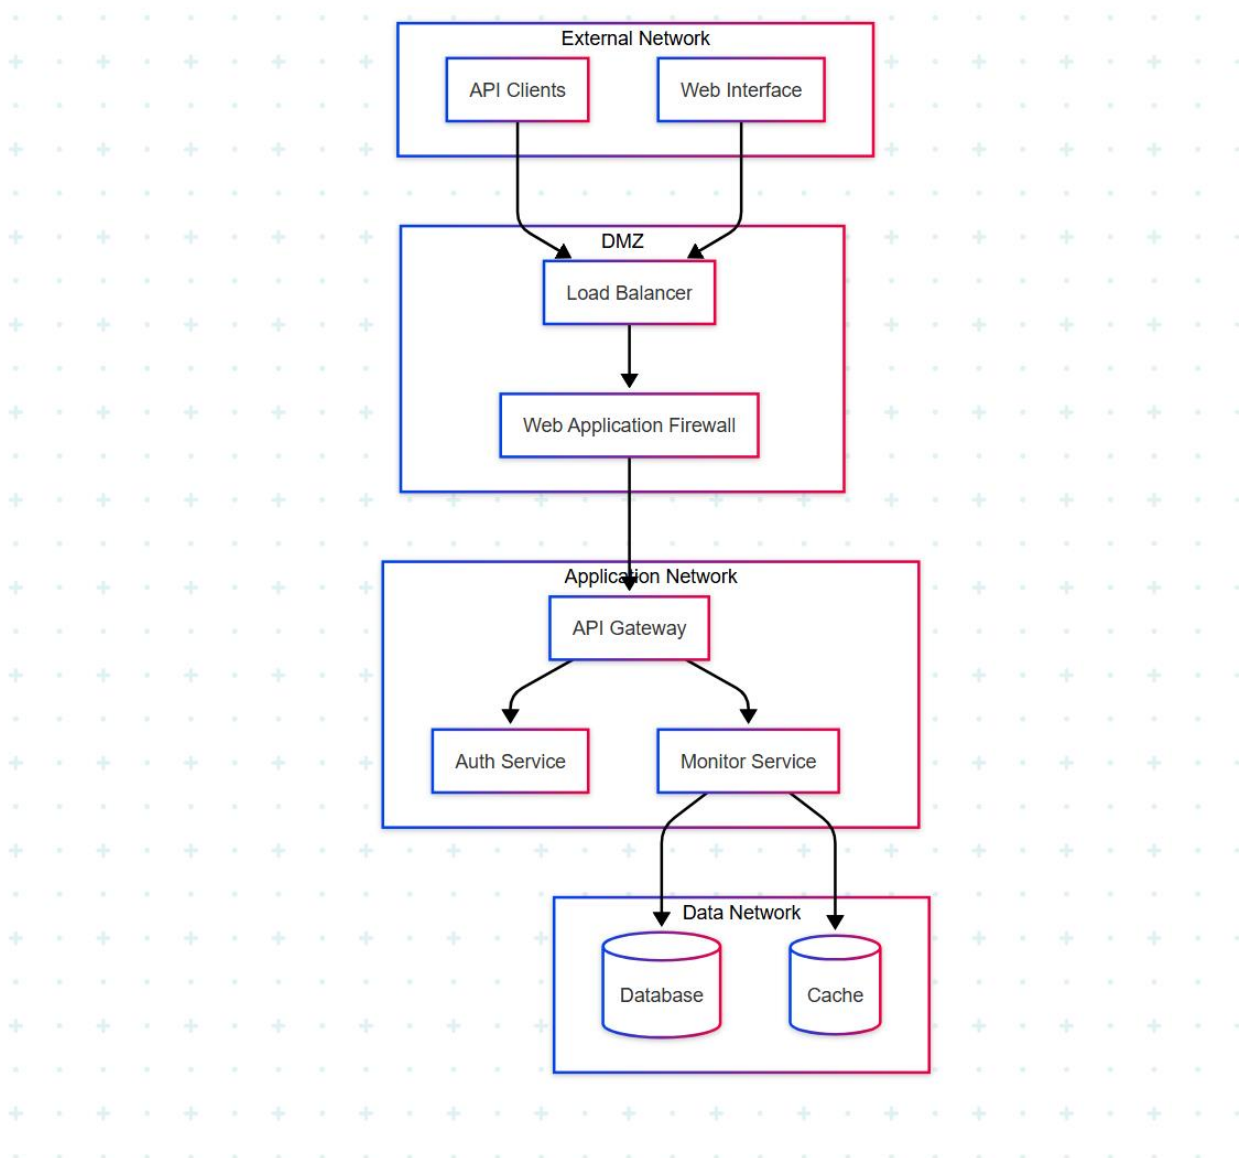 External Network
API Clients
Web Interface
DMZ
Load Balancer
Web Application Firewall
Application Network
API Gateway
Auth Service
Monitor Service
Data Network
Database
Cache